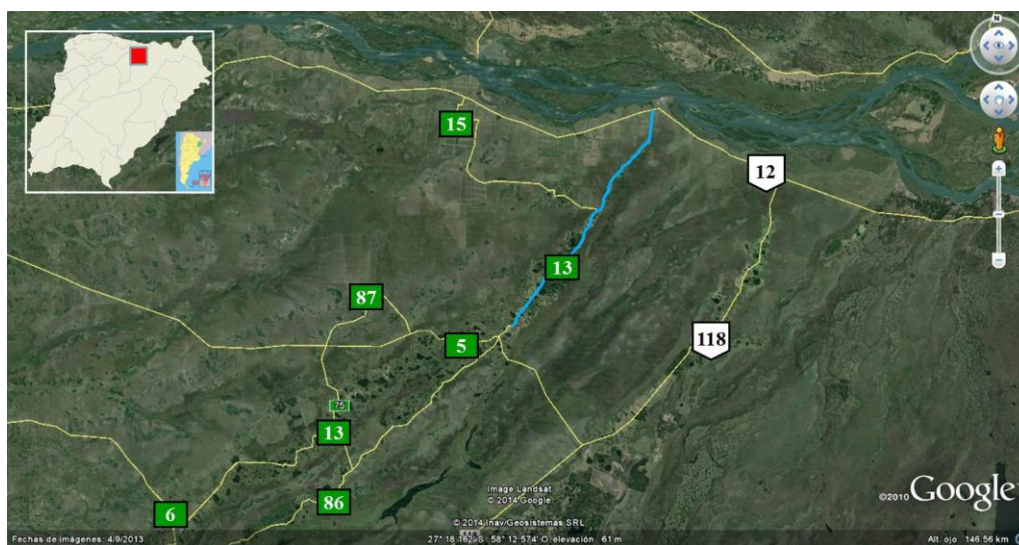 N
15
12
13
87
5
118
75
13
86
6
Image Landsat
© 2014 Google
© 2010 Google
© 2014 Inav/Geosistemas SRL
Fechas de imágenes: 4/9/2013
27°18.162' S 58°12.574' O elevación 61 m
Alt. ojo 146.56 km